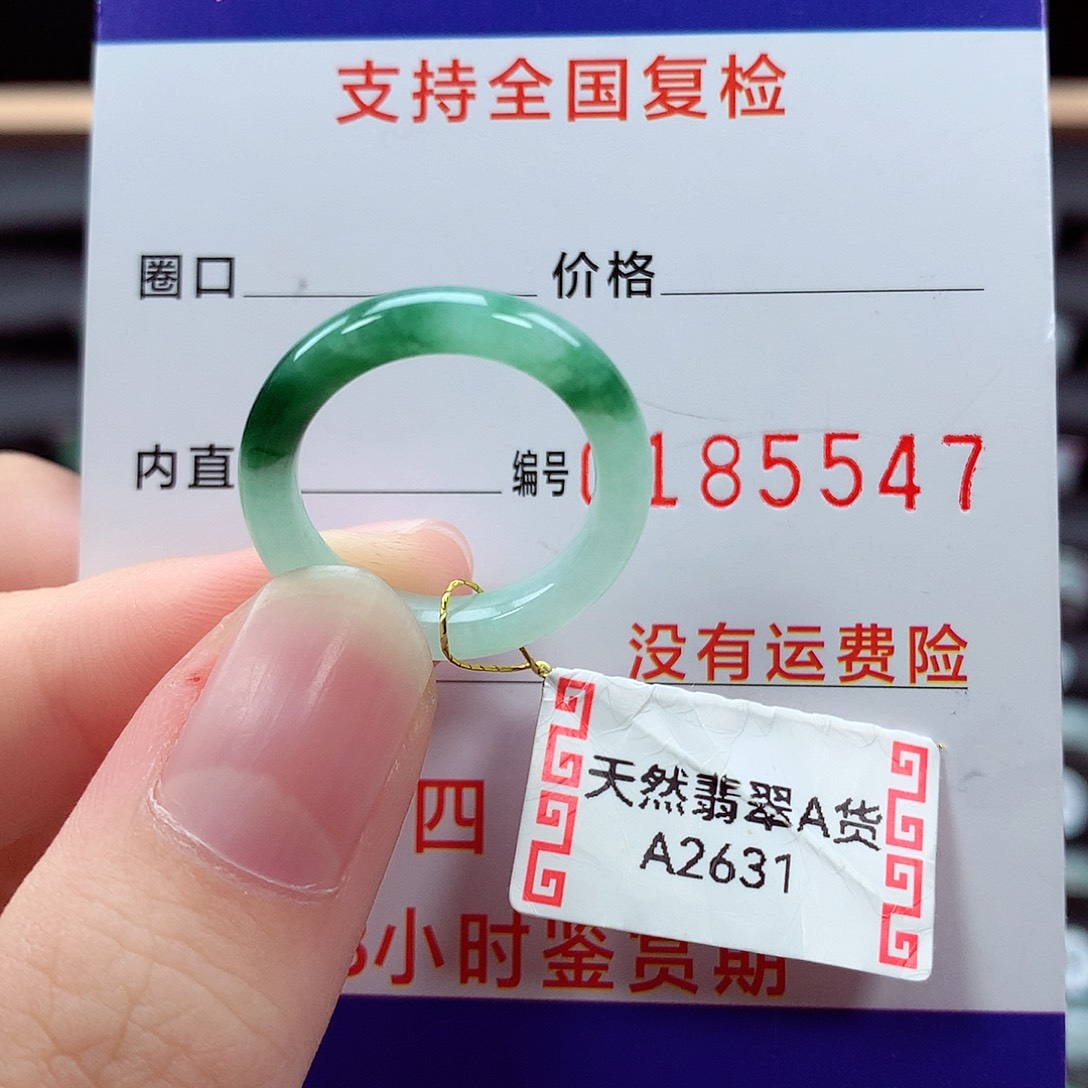 支持全国复检
圈口 价格
内直 编号 0185547
没有运费险
四
天然翡翠A货
A2631
小时鉴赏期